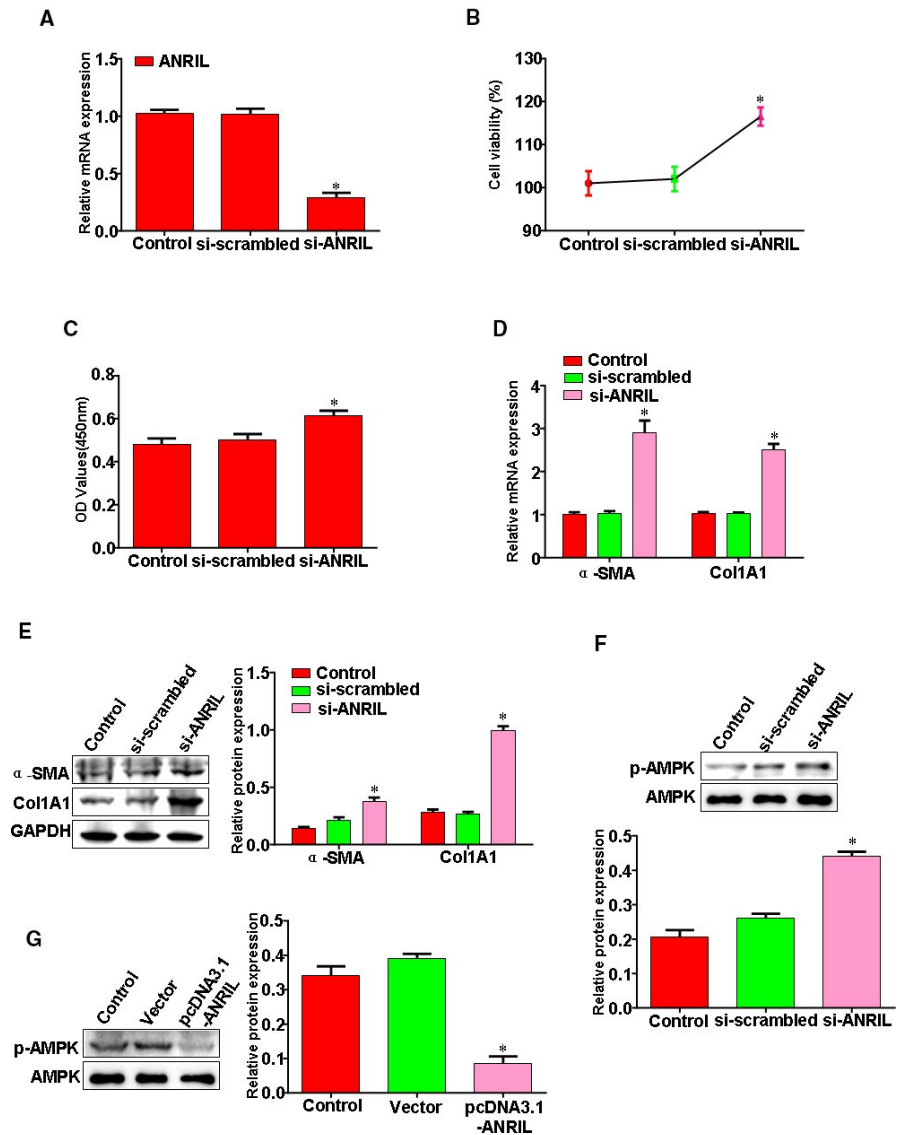 A
Relative mRNA expression
1.5
1.0
0.5
0.0
ANRIL
*
Control si-scrambled si-ANRIL
B
Cell viability (%)
130
120
110
100
90
*
Control si-scrambled si-ANRIL
C
OD Values(450nm)
0.8
0.6
0.4
0.2
0.0
*
Control si-scrambled si-ANRIL
D
Control
si-scrambled
si-ANRIL
Relative mRNA expression
4
3
2
1
0
*
*
α-SMA Col1A1
E
Control si-scrambled si-ANRIL
α-SMA
Col1A1
GAPDH
Relative protein expression
1.5
1.0
0.5
0.0
Control
si-scrambled
si-ANRIL
*
*
α-SMA Col1A1
F
Control si-scrambled si-ANRIL
p-AMPK
AMPK
Relative protein expression
0.5
0.4
0.3
0.2
0.1
0.0
*
Control si-scrambled si-ANRIL
G
Control Vector pcDNA3.1
-ANRIL
p-AMPK
AMPK
Relative protein expression
0.5
0.4
0.3
0.2
0.1
0.0
*
Control Vector pcDNA3.1
-ANRIL